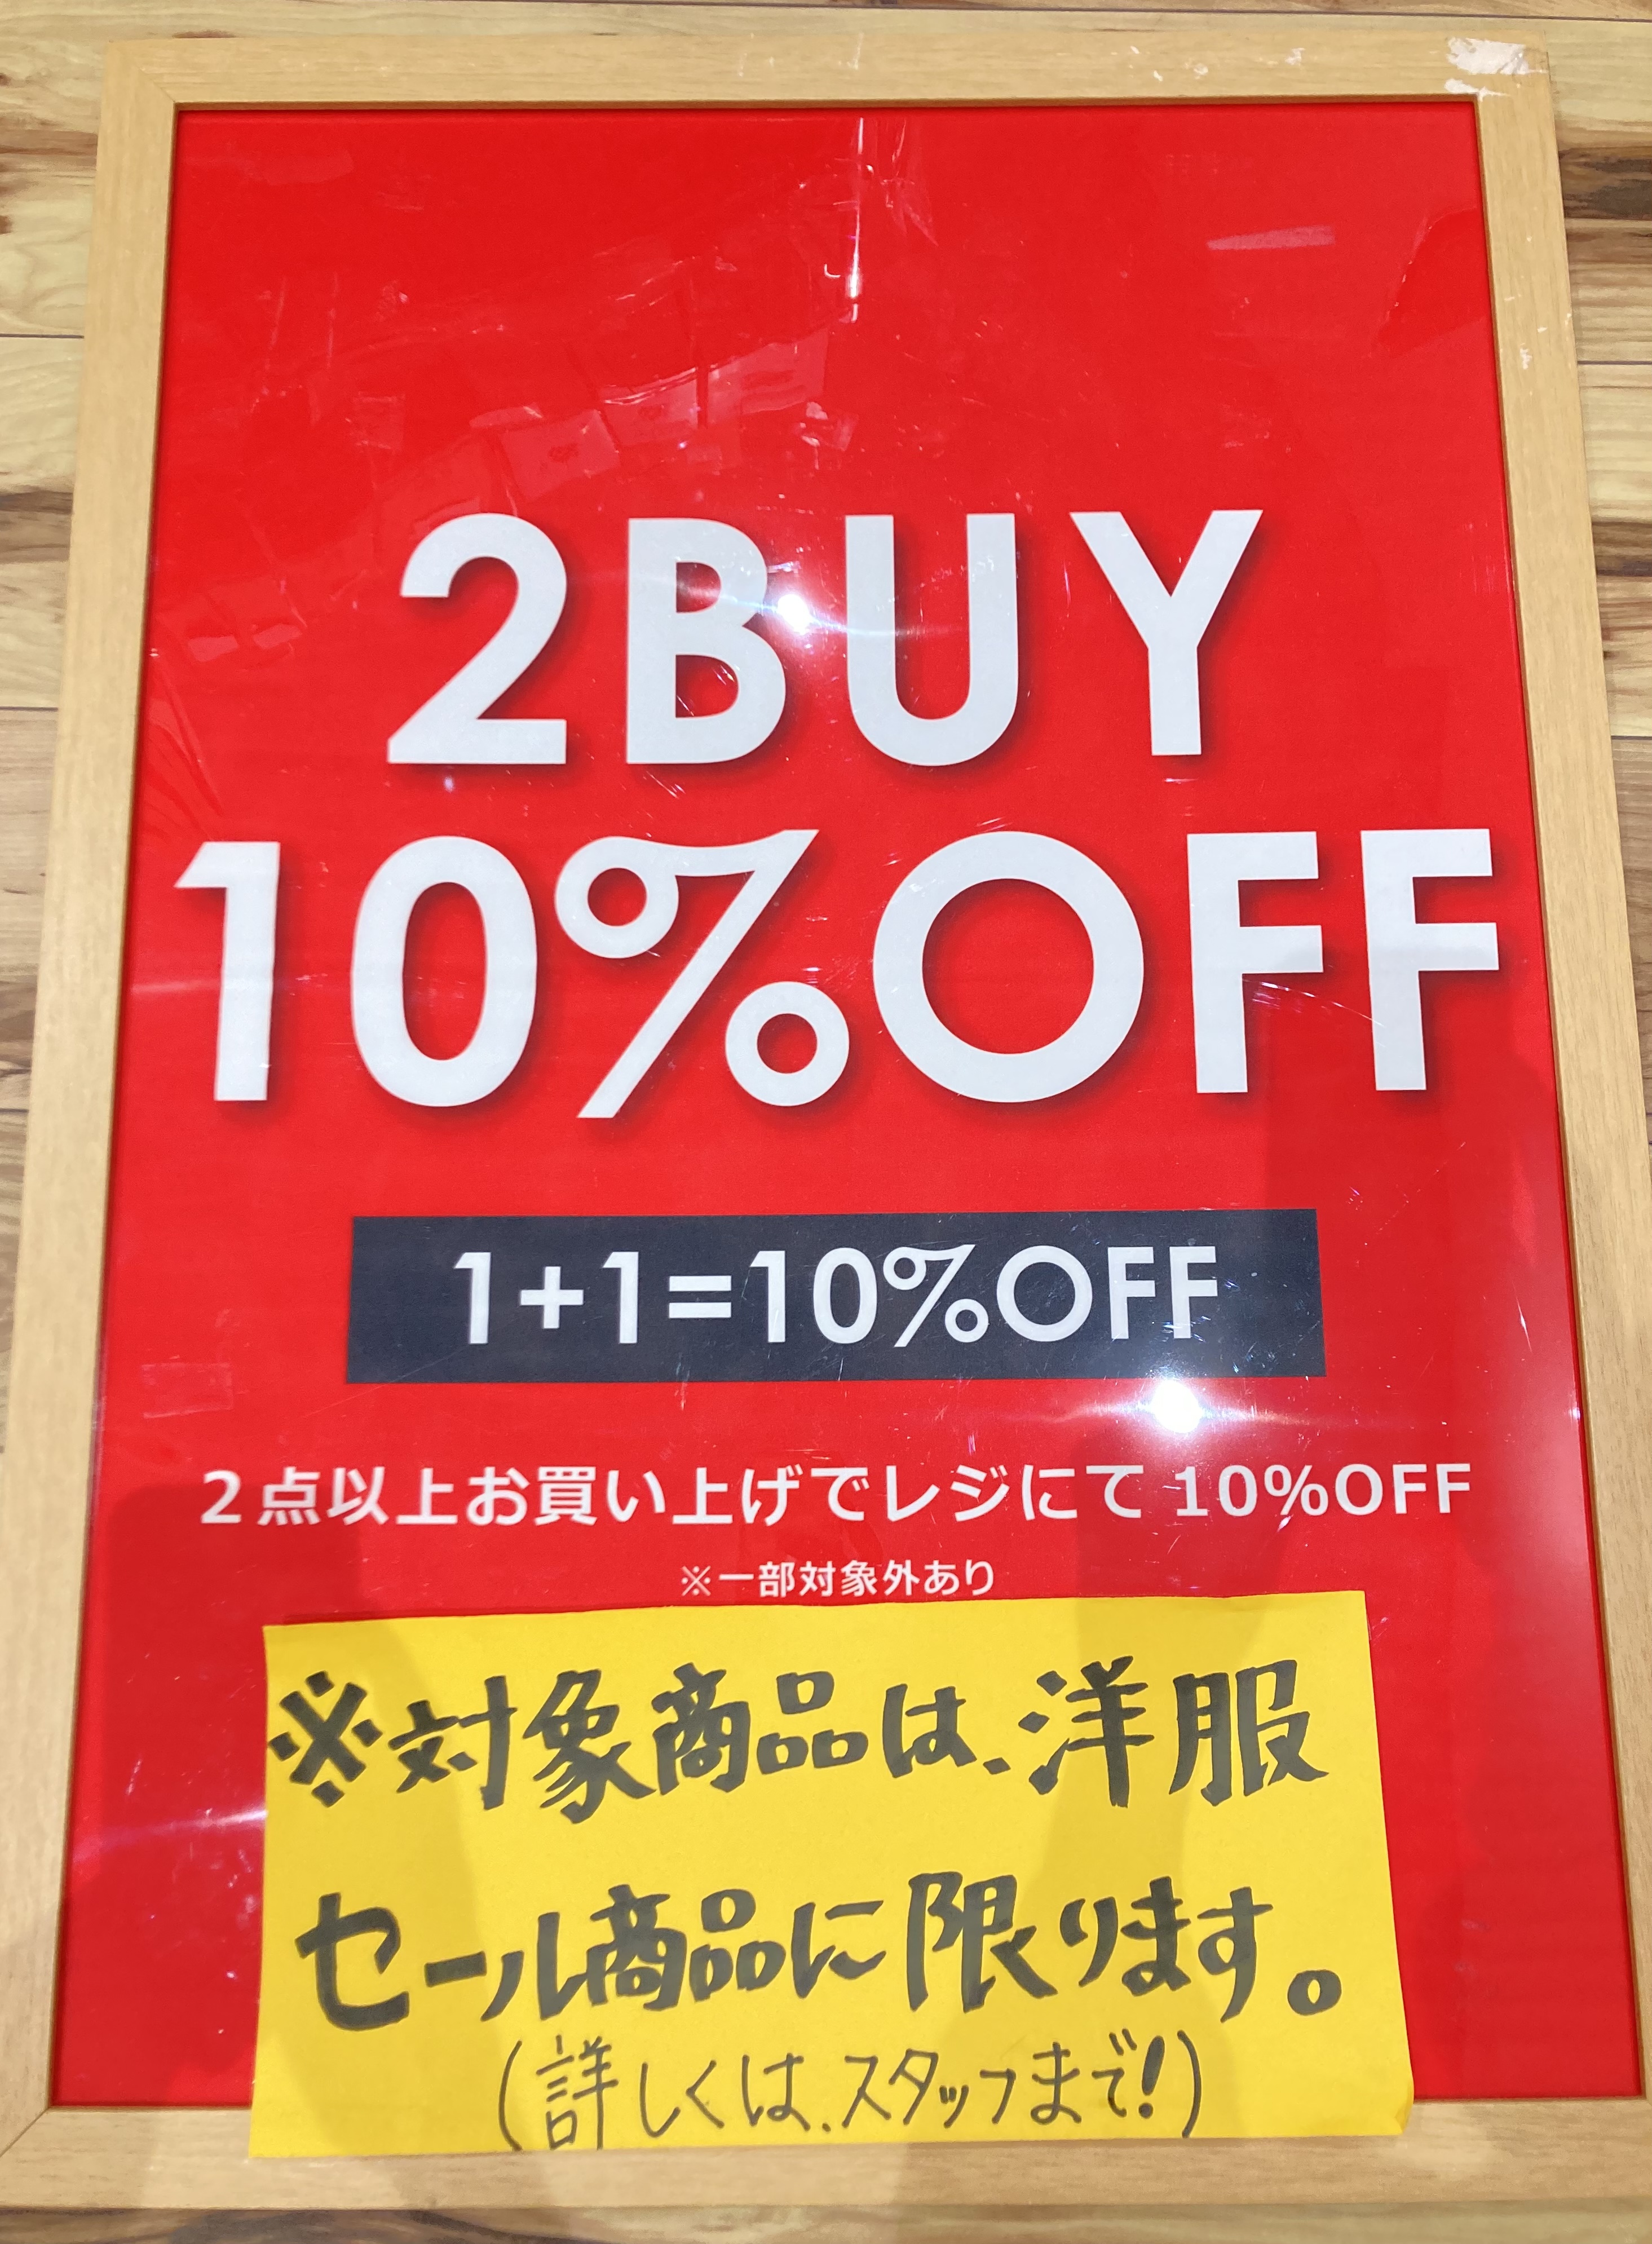 2BUY
10%OFF
1+1=10%OFF
2点以上お買い上げでレジにて10%OFF
※一部対象外あり
※対象商品は、洋服
セール商品に限ります。
(詳しくは、スタッフまで!)